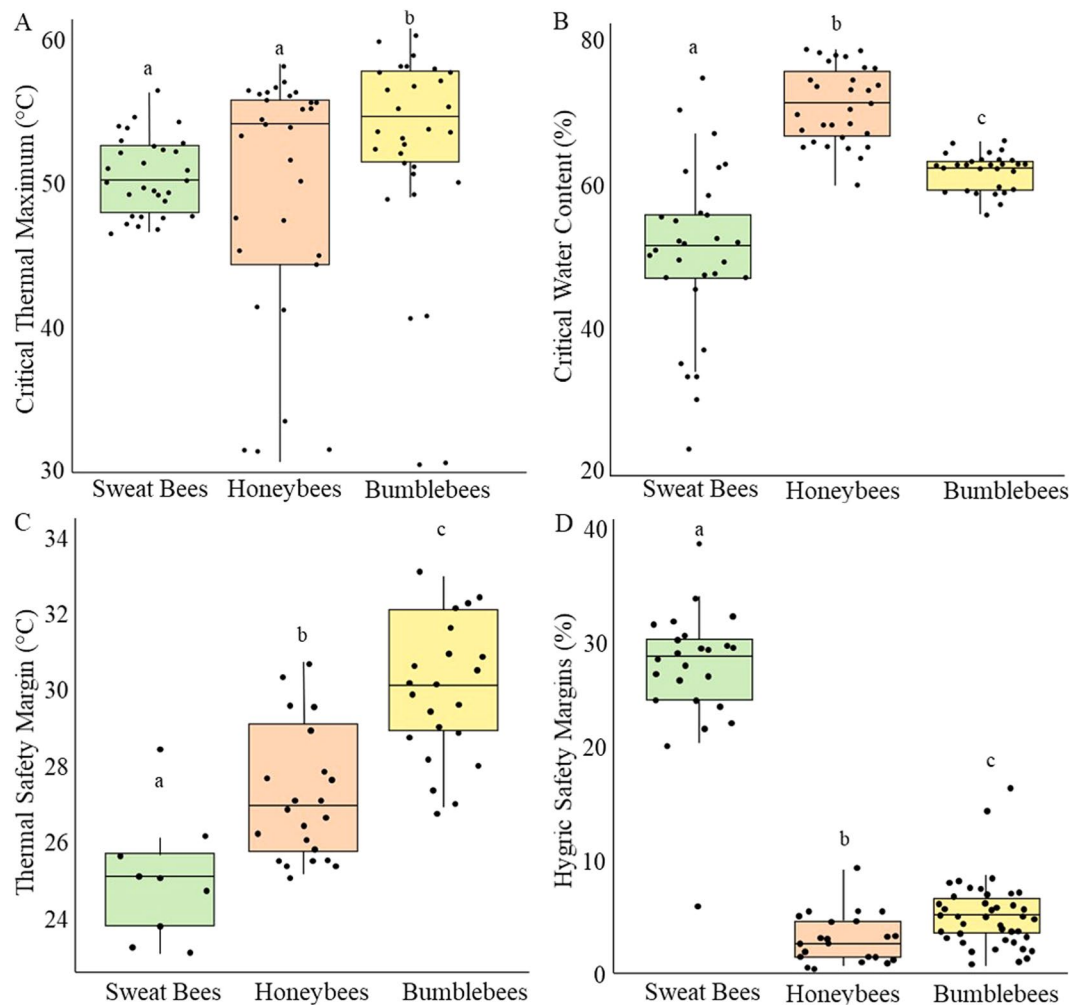 A
Critical Thermal Maximum (°C)
60
50
40
30
a
a
b
Sweat Bees
Honeybees
Bumblebees
B
Critical Water Content (%)
80
60
40
20
a
b
c
Sweat Bees
Honeybees
Bumblebees
C
Thermal Safety Margin (°C)
34
32
30
28
26
24
a
b
c
Sweat Bees
Honeybees
Bumblebees
D
Hygric Safety Margins (%)
40
30
20
10
0
a
b
c
Sweat Bees
Honeybees
Bumblebees